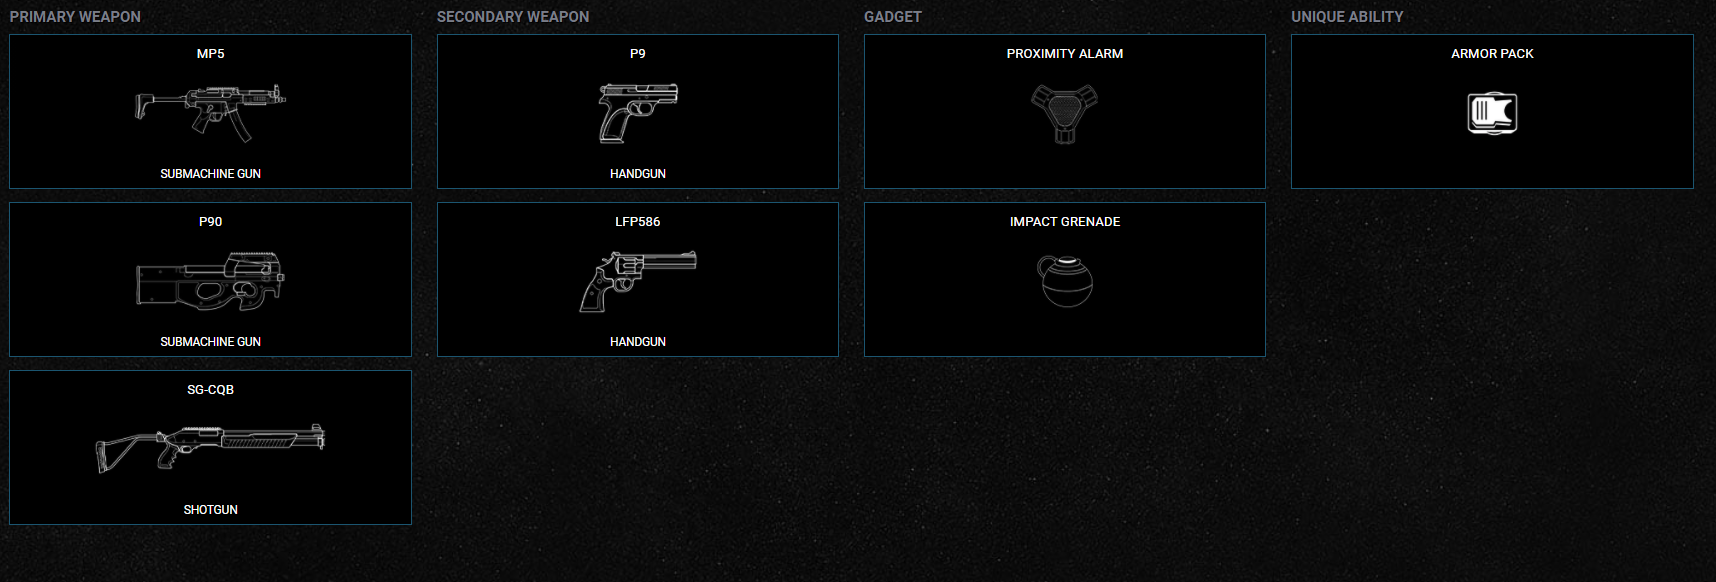 PRIMARY WEAPON
SECONDARY WEAPON
GADGET
UNIQUE ABILITY
MP5
SUBMACHINE GUN
P9
HANDGUN
PROXIMITY ALARM
ARMOR PACK
P90
SUBMACHINE GUN
LFP586
HANDGUN
IMPACT GRENADE
SG-CQB
SHOTGUN